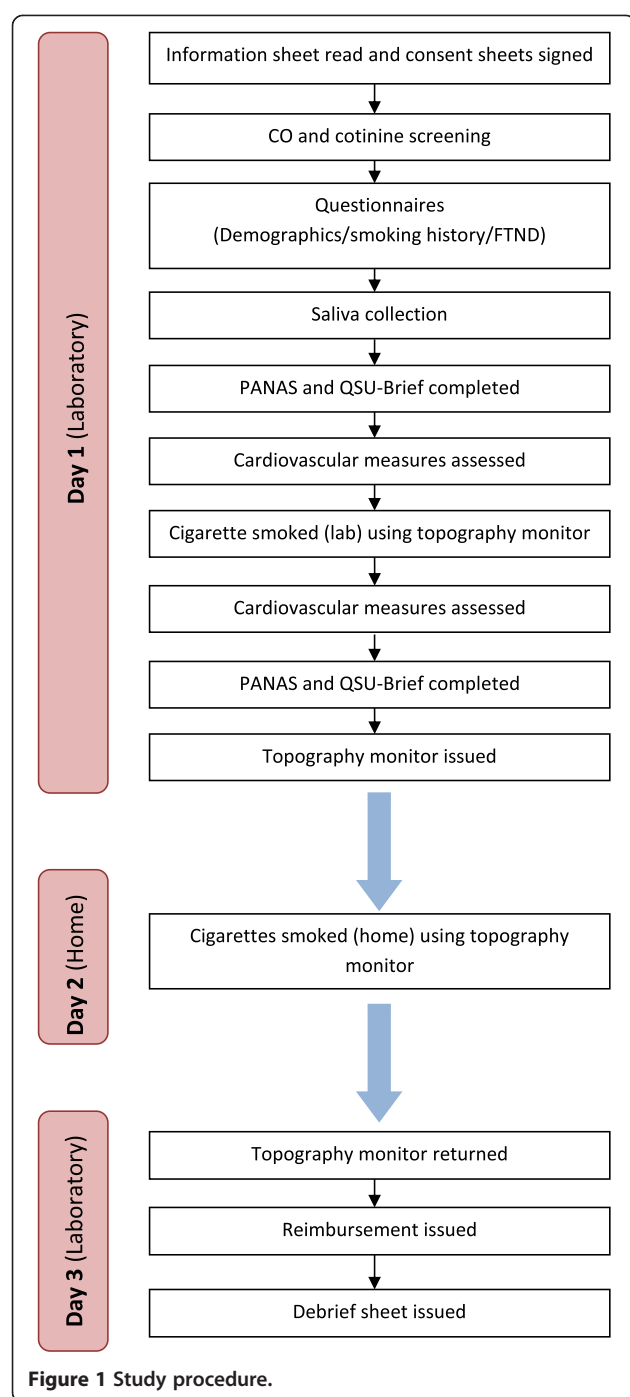 Day 1 (Laboratory)
Information sheet read and consent sheets signed
CO and cotinine screening
Questionnaires
(Demographics/smoking history/FTND)
Saliva collection
PANAS and QSU-Brief completed
Cardiovascular measures assessed
Cigarette smoked (lab) using topography monitor
Cardiovascular measures assessed
PANAS and QSU-Brief completed
Topography monitor issued
Day 2 (Home)
Cigarettes smoked (home) using topography
monitor
Day 3 (Laboratory)
Topography monitor returned
Reimbursement issued
Debrief sheet issued
Figure 1 Study procedure.